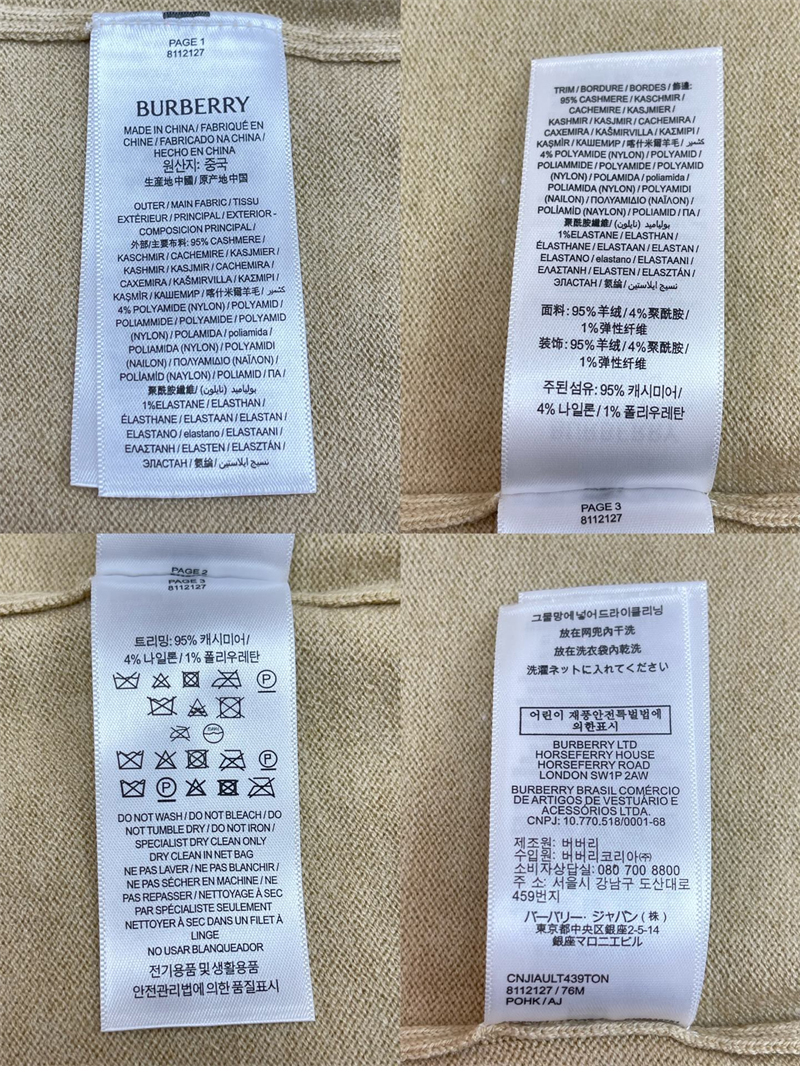 PAGE 1
8112127
BURBERRY
MADE IN CHINA / FABRIQUÉ EN
CHINE / FABRICADO NA CHINA /
HECHO EN CHINA
원산지: 중국
生産地 中國 / 原产地 中国
OUTER / MAIN FABRIC / TISSU
EXTÉRIEUR / PRINCIPAL / EXTERIOR -
COMPOSICION PRINCIPAL /
外部/主要布料: 95% CASHMERE /
KASCHMIR / CACHEMIRE / KASJMIER /
KASHMIR / KASJMIR / CACHEMIRA /
CAXEMIRA / KAŠMIRVILLA / ΚΑΣΜΙΡΙ /
KAŞMİR / КАШЕМИР / 喀什米爾羊毛 / كشمير
4% POLYAMIDE (NYLON) / POLYAMID /
POLIAMMIDE / POLYAMIDE / POLYAMID
(NYLON) / POLAMIDA / poliamida /
POLIAMIDA (NYLON) / POLYAMIDI
(NAILON) / ΠΟΛΥΑΜΙΔΙΟ (ΝΑΪΛΟΝ) /
POLÍAMÍD (NAYLON) / POLIAMID / ПА /
聚酰胺纖維/ (نايلون) بولياميد
1%ELASTANE / ELASTHAN /
ÉLASTHANE / ELASTAAN / ELASTAN /
ELASTANO / elastano / ELASTAANI /
ΕΛΑΣΤΑΝΗ / ELASTEN / ELASZTÁN /
ЭЛАСТАН / 氨綸 / نسيج ايلاستين
TRIM / BORDURE / BORDES / 飾邊:
95% CASHMERE / KASCHMIR /
CACHEMIRE / KASJMIER /
KASHMIR / KASJMIR / CACHEMIRA /
CAXEMIRA / KAŠMIRVILLA / ΚΑΣΜΙΡΙ /
KAŞMİR / КАШЕМИР / 喀什米爾羊毛 / كشمير
4% POLYAMIDE (NYLON) / POLYAMID /
POLIAMMIDE / POLYAMIDE / POLYAMID
(NYLON) / POLAMIDA / poliamida /
POLIAMIDA (NYLON) / POLYAMIDI
(NAILON) / ΠΟΛΥΑΜΙΔΙΟ (ΝΑΪΛΟΝ) /
POLÍAMÍD (NAYLON) / POLIAMID / ПА /
聚酰胺纖維/ (نايلون) بولياميد
1%ELASTANE / ELASTHAN /
ÉLASTHANE / ELASTAAN / ELASTAN /
ELASTANO / elastano / ELASTAANI /
ΕΛΑΣΤΑΝΗ / ELASTEN / ELASZTÁN /
ЭЛАСТАН / 氨綸 / نسيج ايلاستين
面料: 95% 羊绒 / 4% 聚酰胺 /
1% 弹性纤维
装饰: 95% 羊绒 / 4% 聚酰胺 /
1% 弹性纤维
주된섬유: 95% 캐시미어/
4% 나일론/ 1% 폴리우레탄
PAGE 3
8112127
PAGE 2
PAGE 3
8112127
트리밍: 95% 캐시미어/
4% 나일론/ 1% 폴리우레탄
P
P
P
DO NOT WASH / DO NOT BLEACH / DO
NOT TUMBLE DRY / DO NOT IRON /
SPECIALIST DRY CLEAN ONLY
DRY CLEAN IN NET BAG
NE PAS LAVER / NE PAS BLANCHIR /
NE PAS SÉCHER EN MACHINE / NE
PAS REPASSER / NETTOYAGE À SEC
PAR SPÉCIALISTE SEULEMENT
NETTOYER À SEC DANS UN FILET À
LINGE
NO USAR BLANQUEADOR
전기용품및생활용품
안전관리법에의한품질표시
그물망에넣어드라이클리닝
放在网兜内干洗
放在洗衣袋內乾洗
洗濯ネットに入れてください
어린이 제품안전특별법에
의한표시
BURBERRY LTD
HORSEFERRY HOUSE
HORSEFERRY ROAD
LONDON SW1P 2AW
BURBERRY BRASIL COMÉRCIO
DE ARTIGOS DE VESTUÁRIO E
ACESSÓRIOS LTDA.
CNPJ: 10.770.518/0001-68
제조원: 버버리
수입원: 버버리코리아㈜
소비자상담실: 080 700 8800
주 소: 서울시 강남구 도산대로
459번지
バーバリー・ジャパン (株)
東京都中央区銀座2-5-14
銀座マロニエビル
CNJIAULT439TON
8112127 / 76M
POHK / AJ